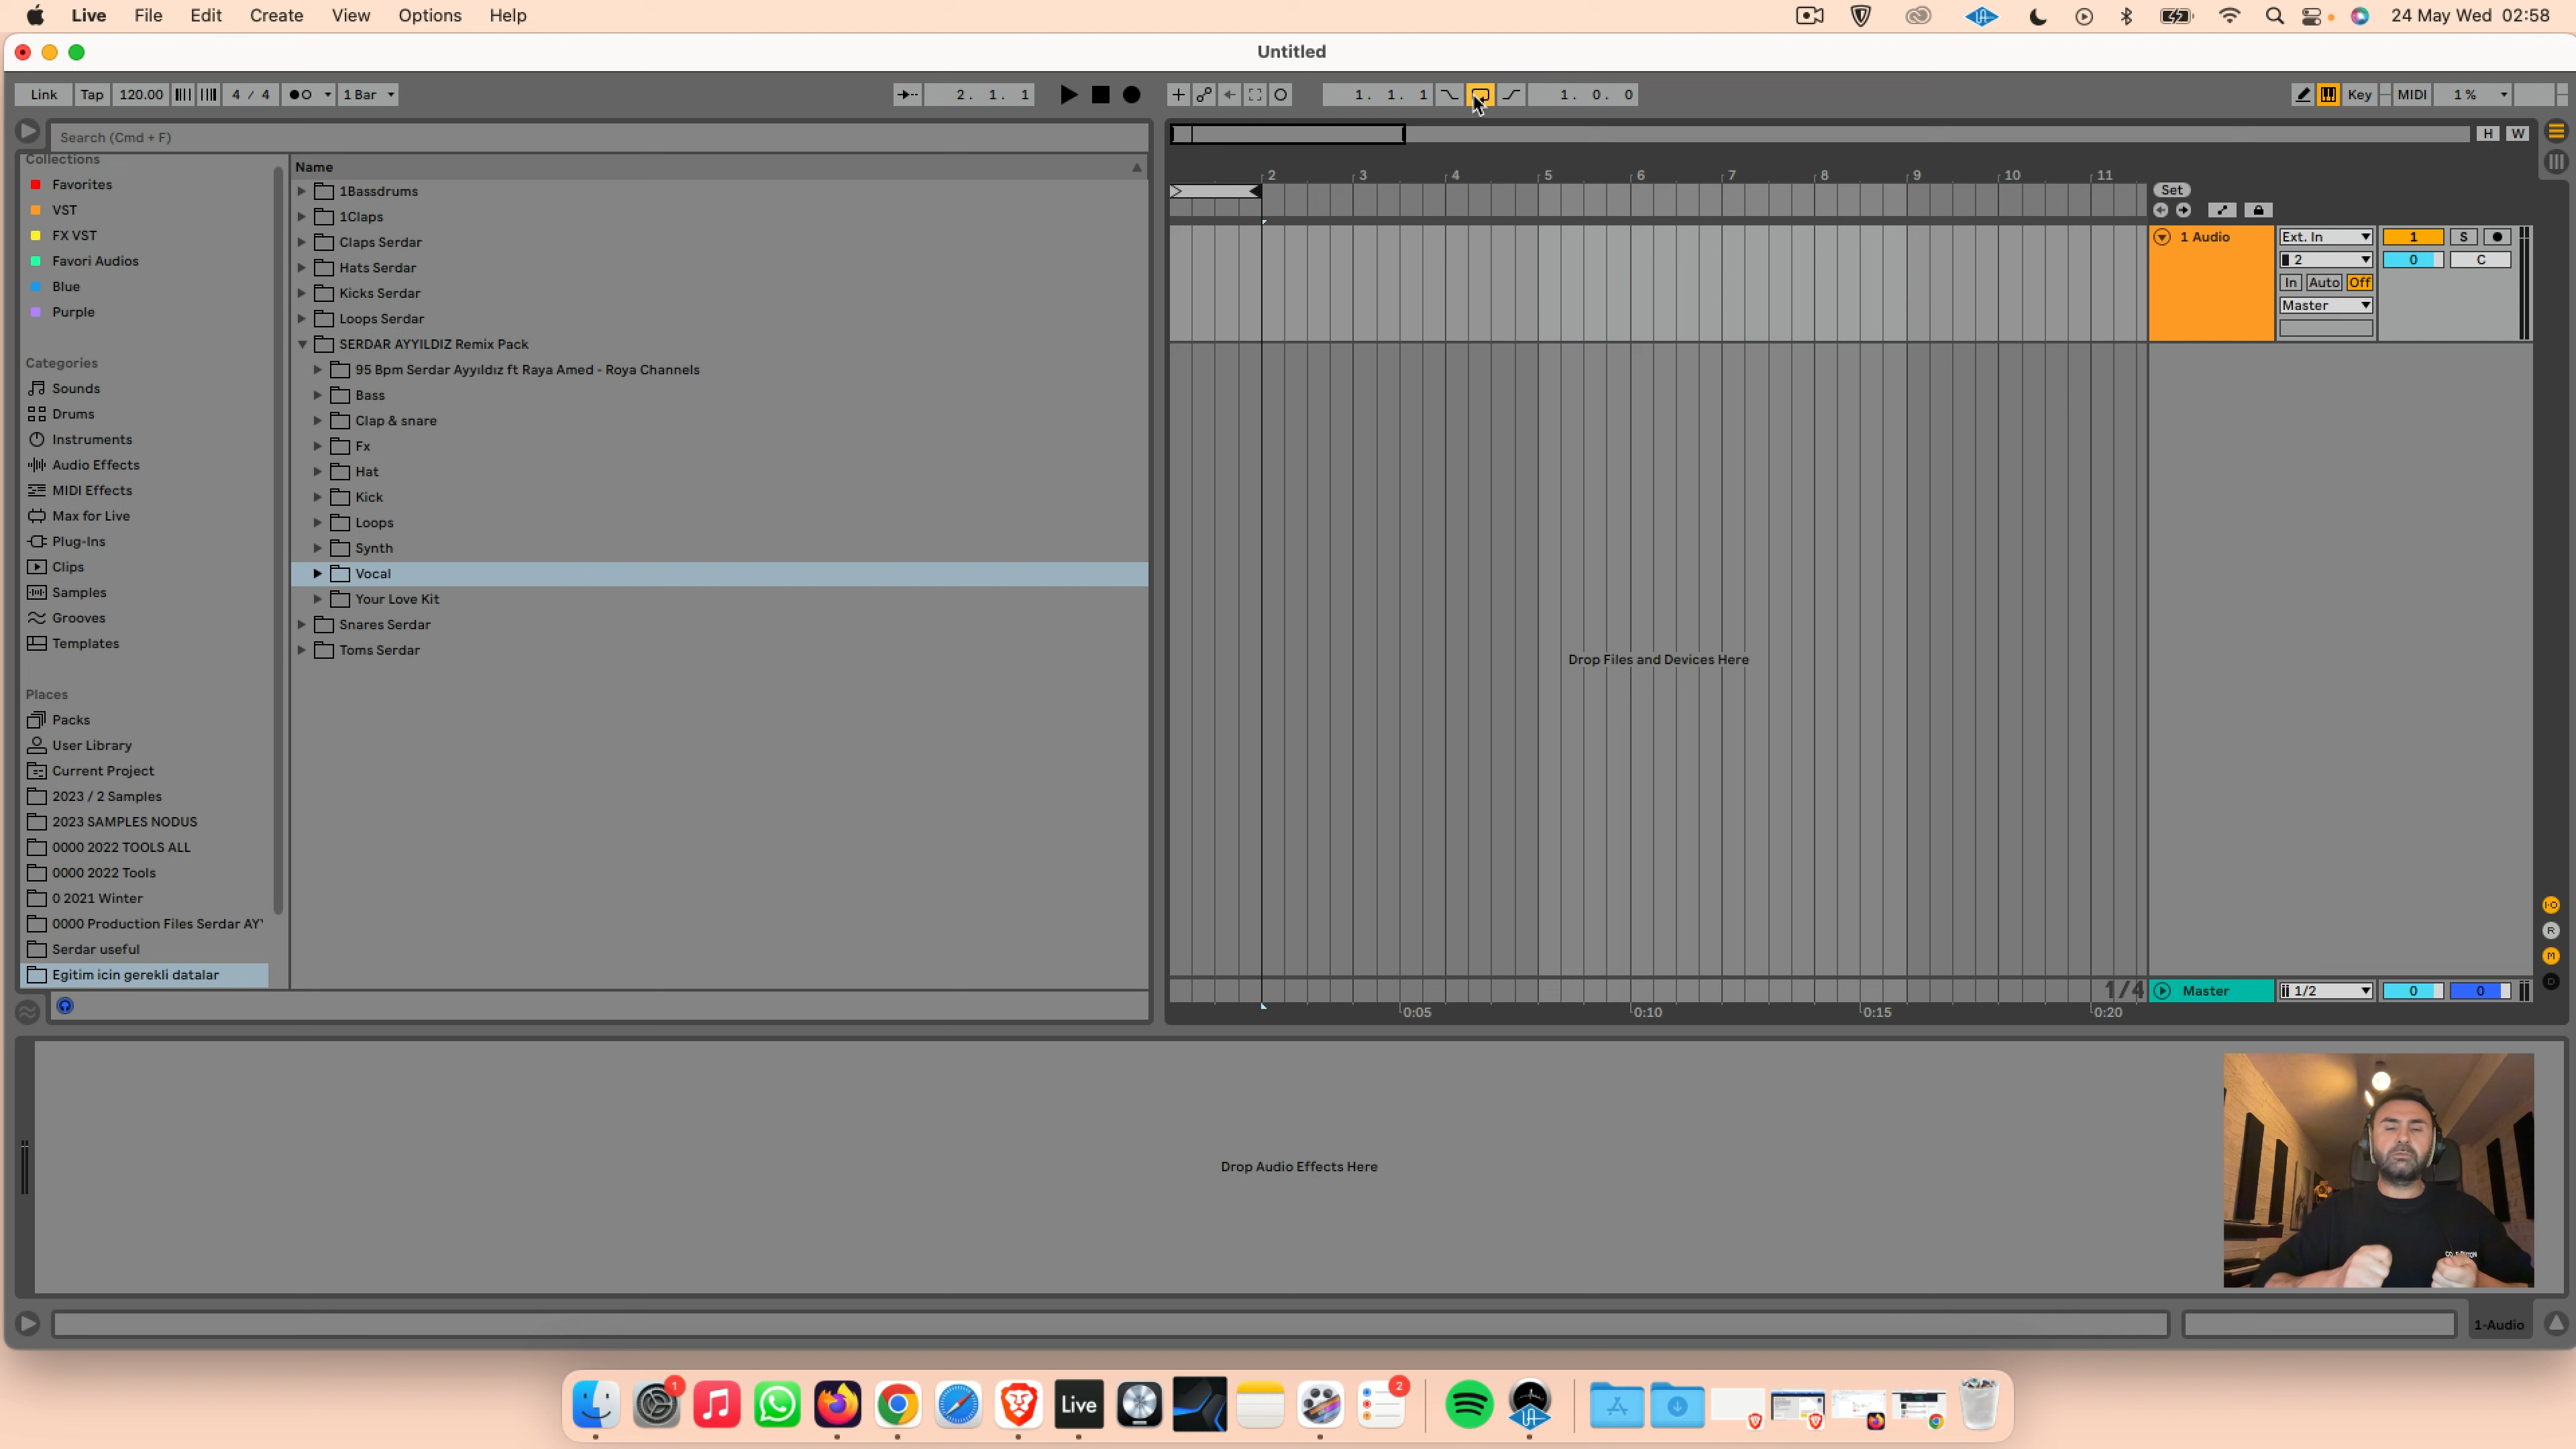 Live File Edit Create View Options Help 24 May Wed 02:58
Untitled
Link Tap 120.00 4 / 4 1 Bar 2. 1. 1 1. 1. 1 1. 0. 0 Key MIDI 1 %
Search (Cmd + F)
H W
Collections
Favorites
VST
FX VST
Favori Audios
Blue
Purple
Categories
Sounds
Drums
Instruments
Audio Effects
MIDI Effects
Max for Live
Plug-Ins
Clips
Samples
Grooves
Templates
Places
Packs
User Library
Current Project
2023 / 2 Samples
2023 SAMPLES NODUS
0000 2022 TOOLS ALL
0000 2022 Tools
0 2021 Winter
0000 Production Files Serdar AY
Serdar useful
Egitim icin gerekli datalar
Name
1Bassdrums
1Claps
Claps Serdar
Hats Serdar
Kicks Serdar
Loops Serdar
SERDAR AYYILDIZ Remix Pack
95 Bpm Serdar Ayyıldız ft Raya Amed - Roya Channels
Bass
Clap & snare
Fx
Hat
Kick
Loops
Synth
Vocal
Your Love Kit
Snares Serdar
Toms Serdar
2 3 4 5 6 7 8 9 10 11
Set
1 Audio Ext. In 1 S
2 0 C
In Auto Off
Master
Drop Files and Devices Here
I·O
R
M
D
1/4 Master 1/2 0 0
0:05 0:10 0:15 0:20
Drop Audio Effects Here
1-Audio
1 Live 2